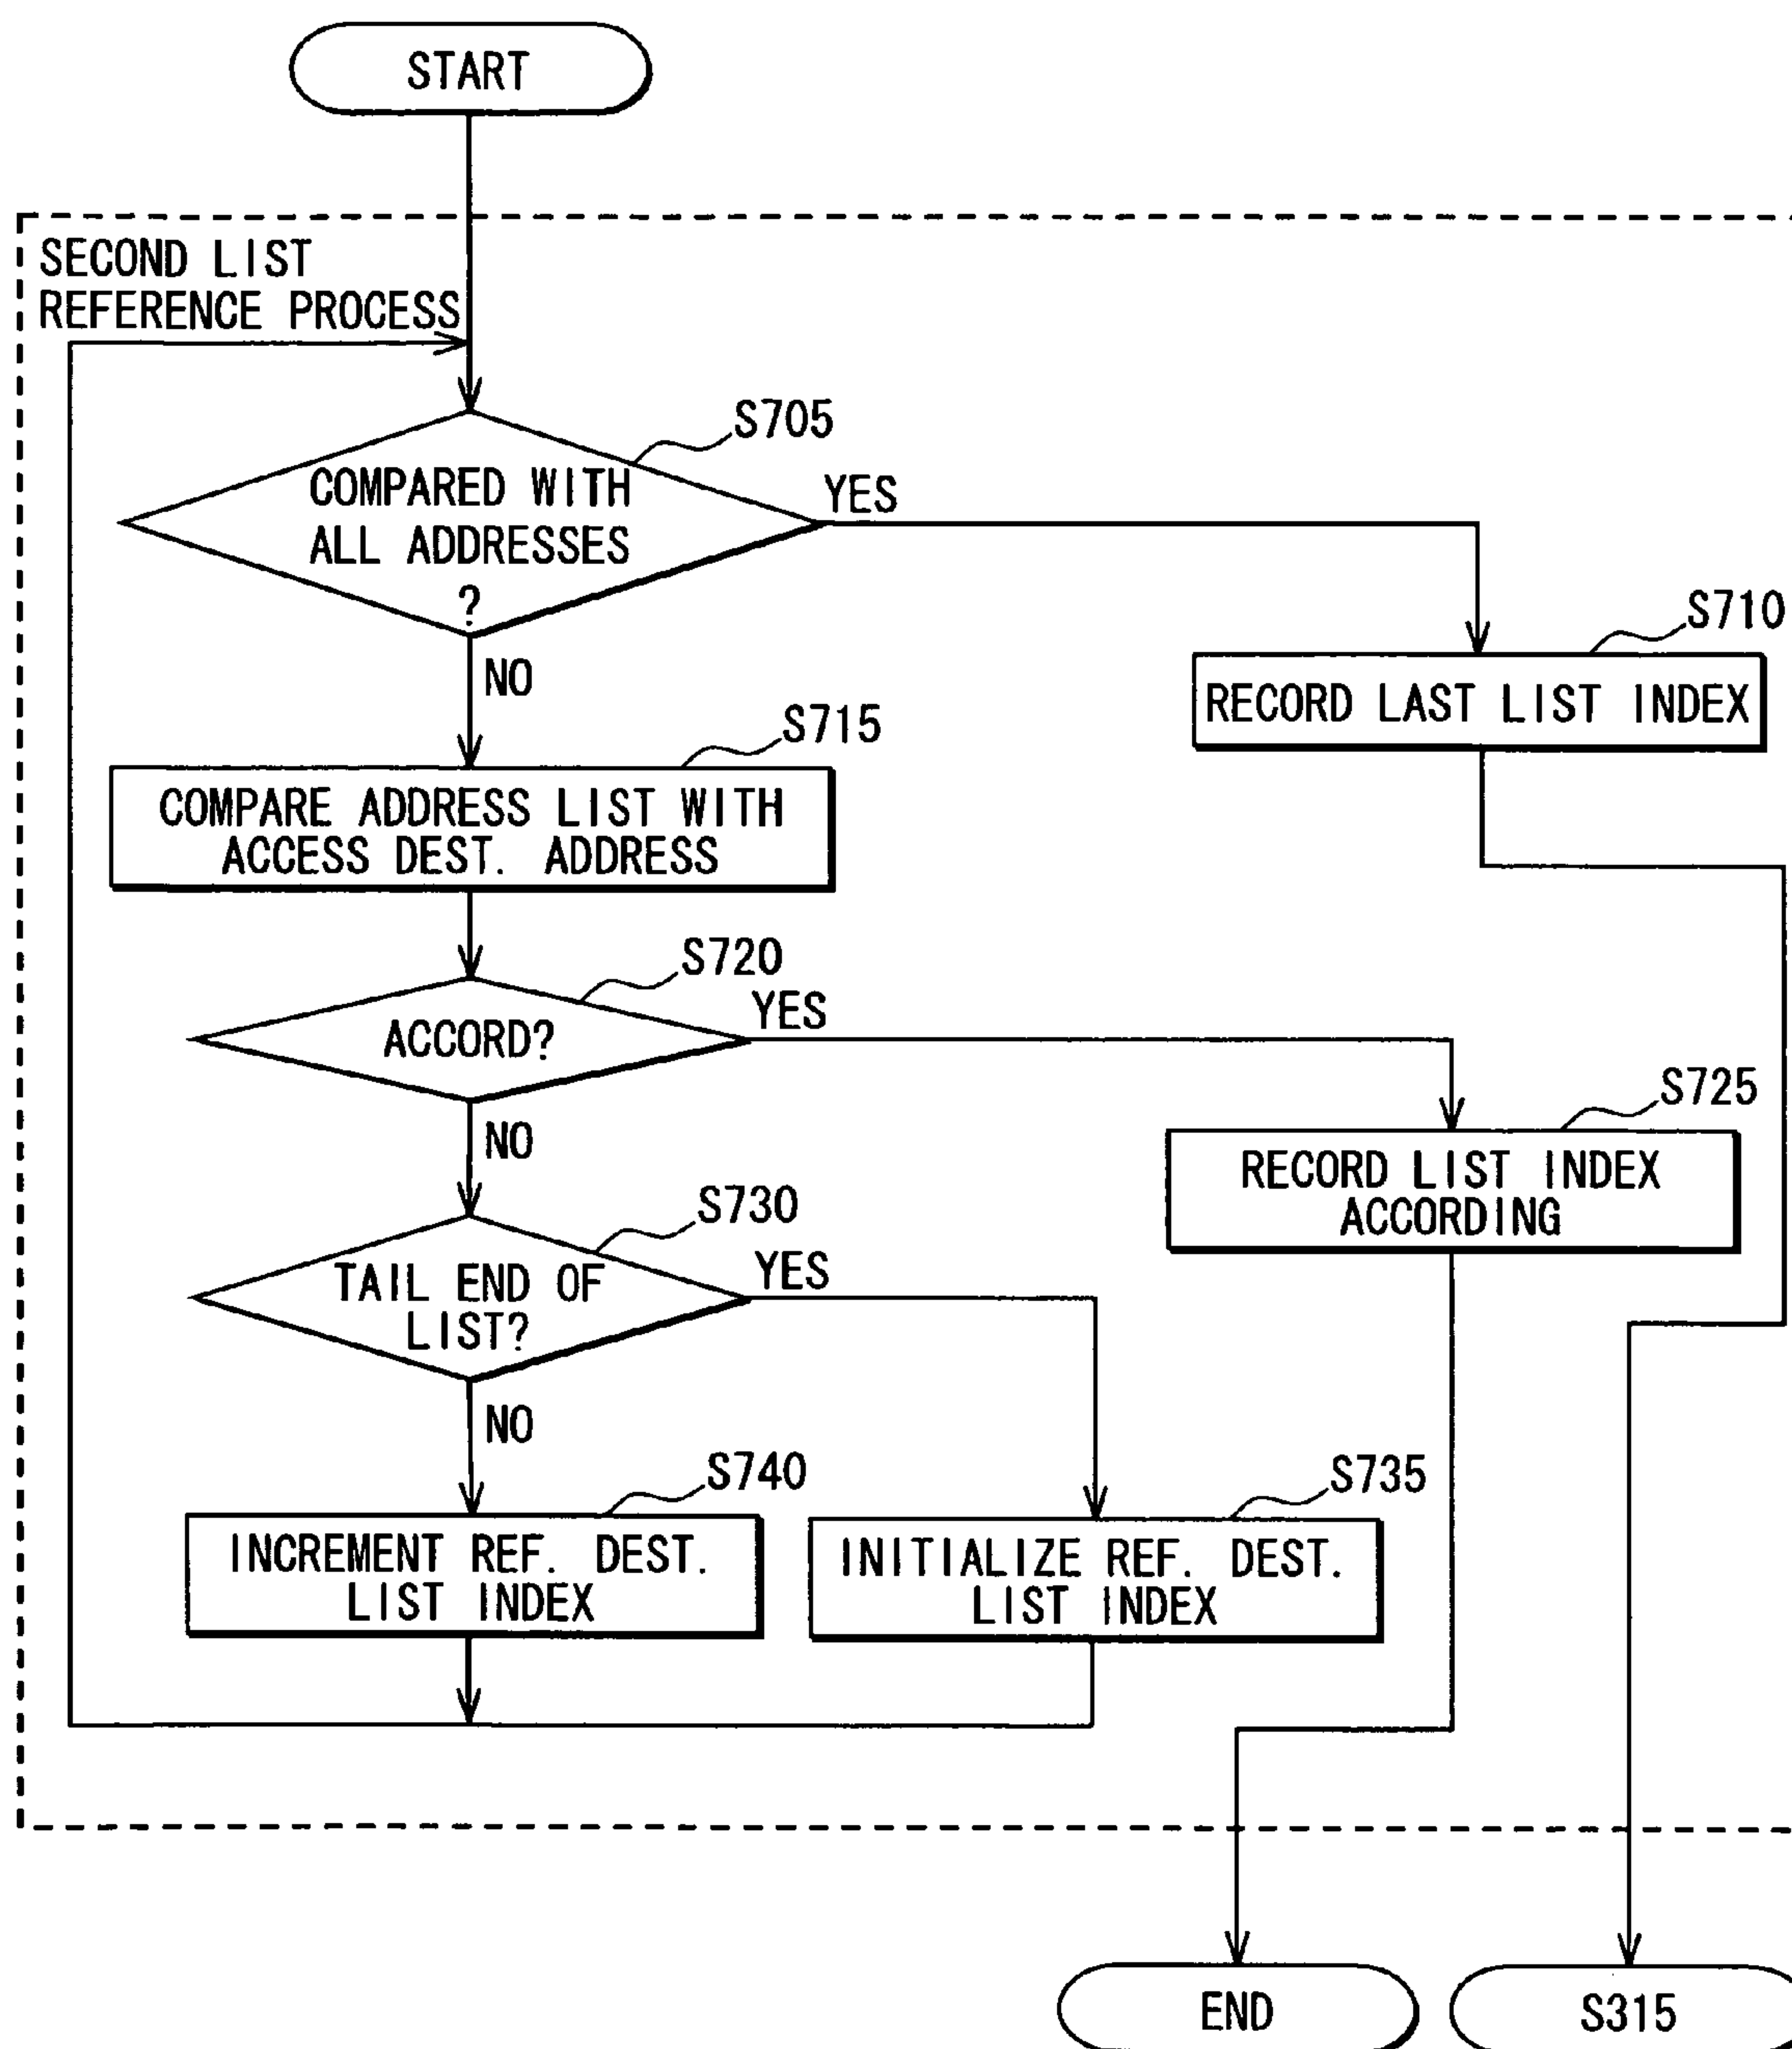 START
SECOND LIST
REFERENCE PROCESS
S705
COMPARED WITH
ALL ADDRESSES
?
YES
NO
S710
RECORD LAST LIST INDEX
S715
COMPARE ADDRESS LIST WITH
ACCESS DEST. ADDRESS
S720
ACCORD?
YES
NO
S725
RECORD LIST INDEX
ACCORDING
S730
TAIL END OF
LIST?
YES
NO
S740
INCREMENT REF. DEST.
LIST INDEX
S735
INITIALIZE REF. DEST.
LIST INDEX
END
S315